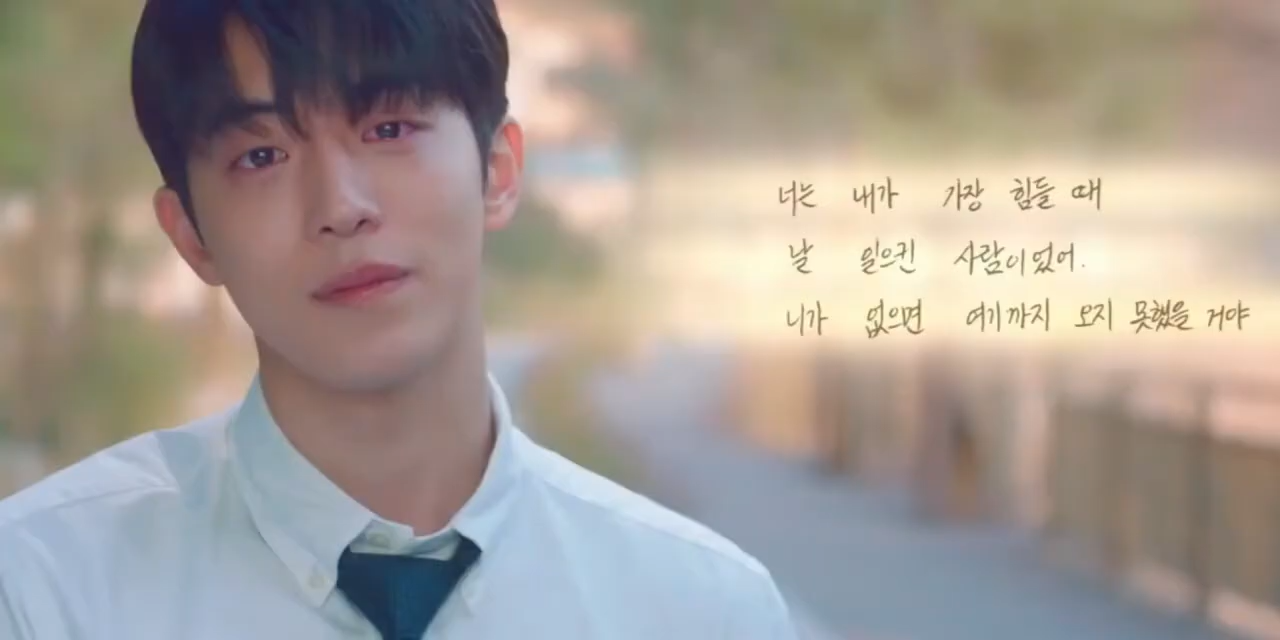 너는 내가 가장 힘들 때
날 일으킨 사람이었어.
니가 없으면 여기까지 오지 못했을 거야